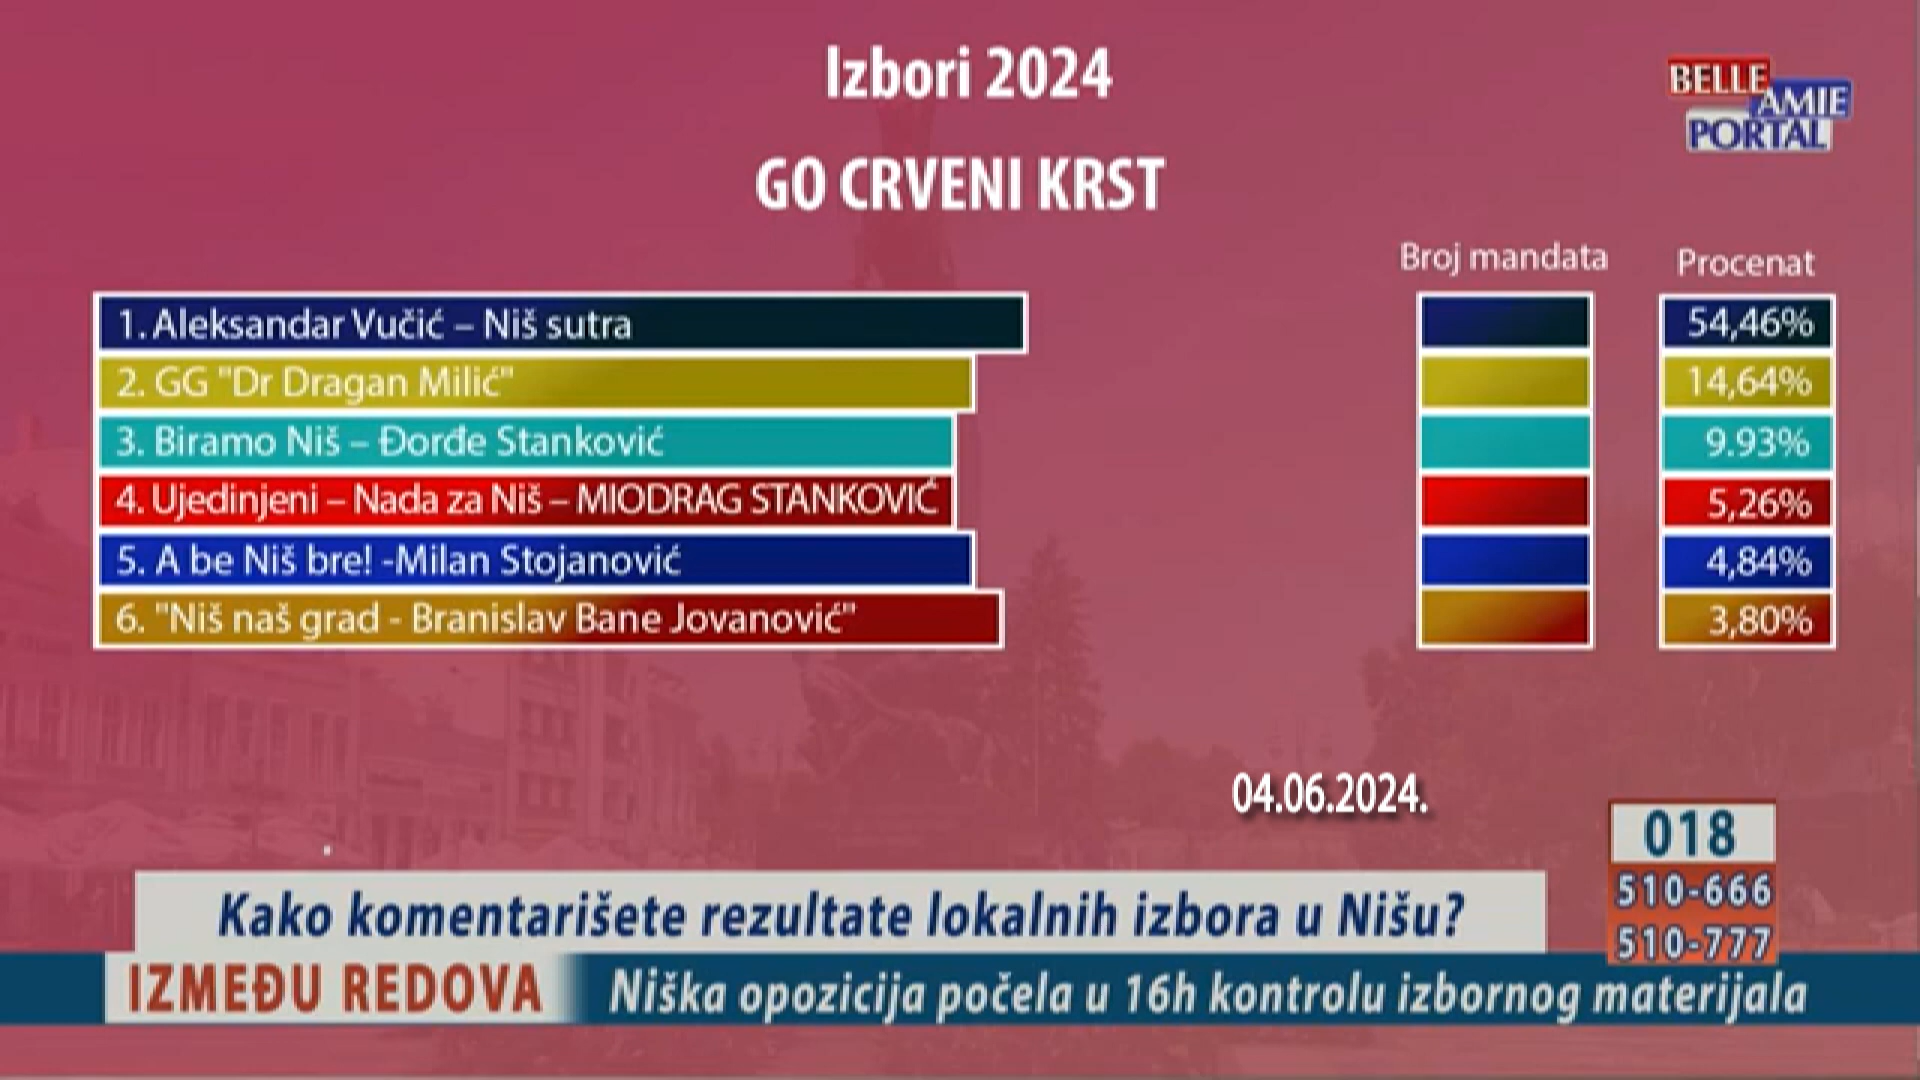 Izbori 2024
BELLE
AMIE
PORTAL
GO CRVENI KRST
Broj mandata
Procenat
1. Aleksandar Vučić – Niš sutra 54,46%
2. GG "Dr Dragan Milić" 14,64%
3. Biramo Niš – Đorđe Stanković 9.93%
4. Ujedinjeni – Nada za Niš – MIODRAG STANKOVIĆ 5,26%
5. A be Niš bre! -Milan Stojanović 4,84%
6. "Niš naš grad - Branislav Bane Jovanović" 3,80%
04.06.2024.
018
510-666
510-777
Kako komentarišete rezultate lokalnih izbora u Nišu?
IZMEĐU REDOVA
Niška opozicija počela u 16h kontrolu izbornog materijala